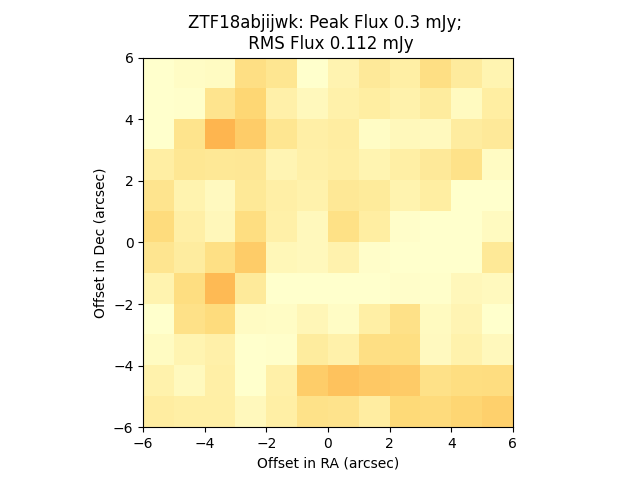 ZTF18abjijwk: Peak Flux 0.3 mJy;
RMS Flux 0.112 mJy
6
4
2
0
−2
−4
−6
Offset in Dec (arcsec)
−6 −4 −2 0 2 4 6
Offset in RA (arcsec)